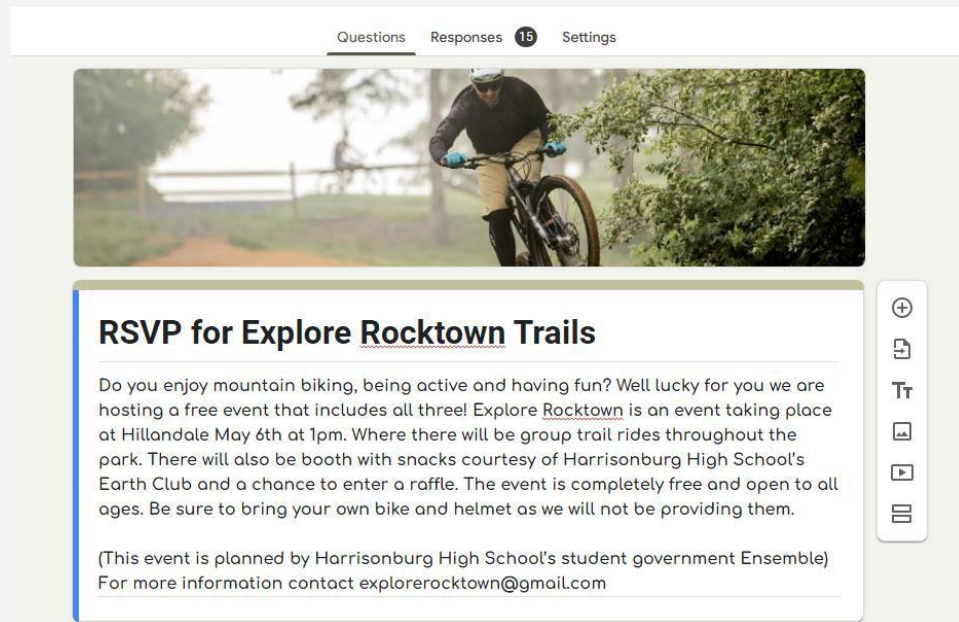 Questions Responses 15 Settings
RSVP for Explore Rocktown Trails
Do you enjoy mountain biking, being active and having fun? Well lucky for you we are
hosting a free event that includes all three! Explore Rocktown is an event taking place
at Hillandale May 6th at 1pm. Where there will be group trail rides throughout the
park. There will also be booth with snacks courtesy of Harrisonburg High School's
Earth Club and a chance to enter a raffle. The event is completely free and open to all
ages. Be sure to bring your own bike and helmet as we will not be providing them.
(This event is planned by Harrisonburg High School's student government Ensemble)
For more information contact explorerocktown@gmail.com
Tт